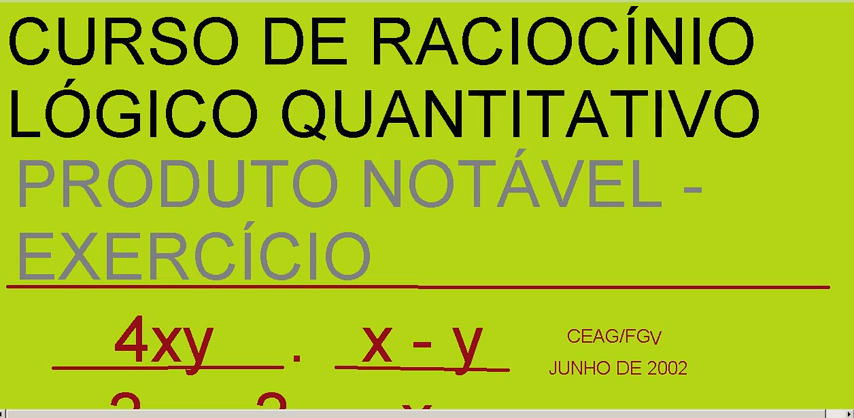 CURSO DE RACIOCÍNIO
LÓGICO QUANTITATIVO
PRODUTO NOTÁVEL -
EXERCÍCIO
4xy . x - y
CEAG/FGV
JUNHO DE 2002